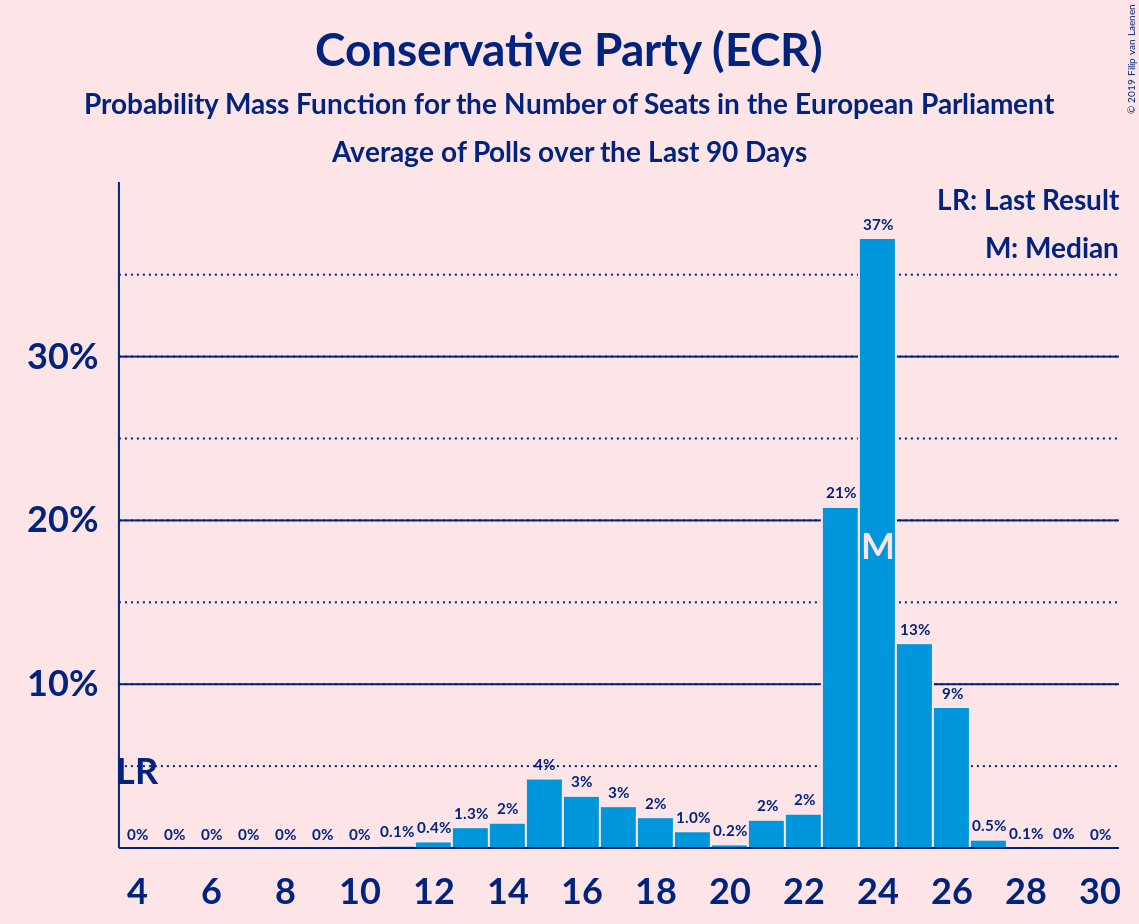 Conservative Party (ECR)
Probability Mass Function for the Number of Seats in the European Parliament
Average of Polls over the Last 90 Days
© 2019 Filip van Laenen
LR: Last Result
M: Median
30%
20%
10%
LR
M
0% 0% 0% 0% 0% 0% 0% 0.1% 0.4% 1.3% 2% 4% 3% 3% 2% 1.0% 0.2% 2% 2% 21% 37% 13% 9% 0.5% 0.1% 0% 0%
4 6 8 10 12 14 16 18 20 22 24 26 28 30